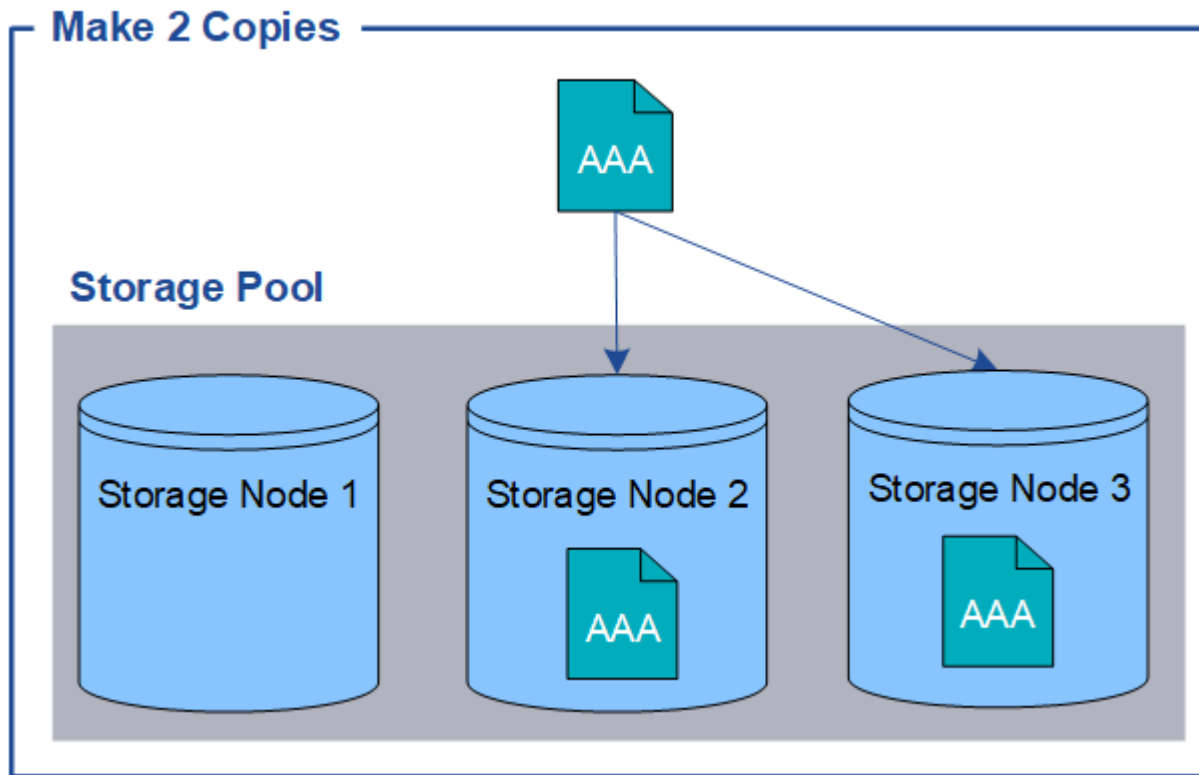 Make 2 Copies
AAA
Storage Pool
Storage Node 1
Storage Node 2
Storage Node 3
AAA
AAA